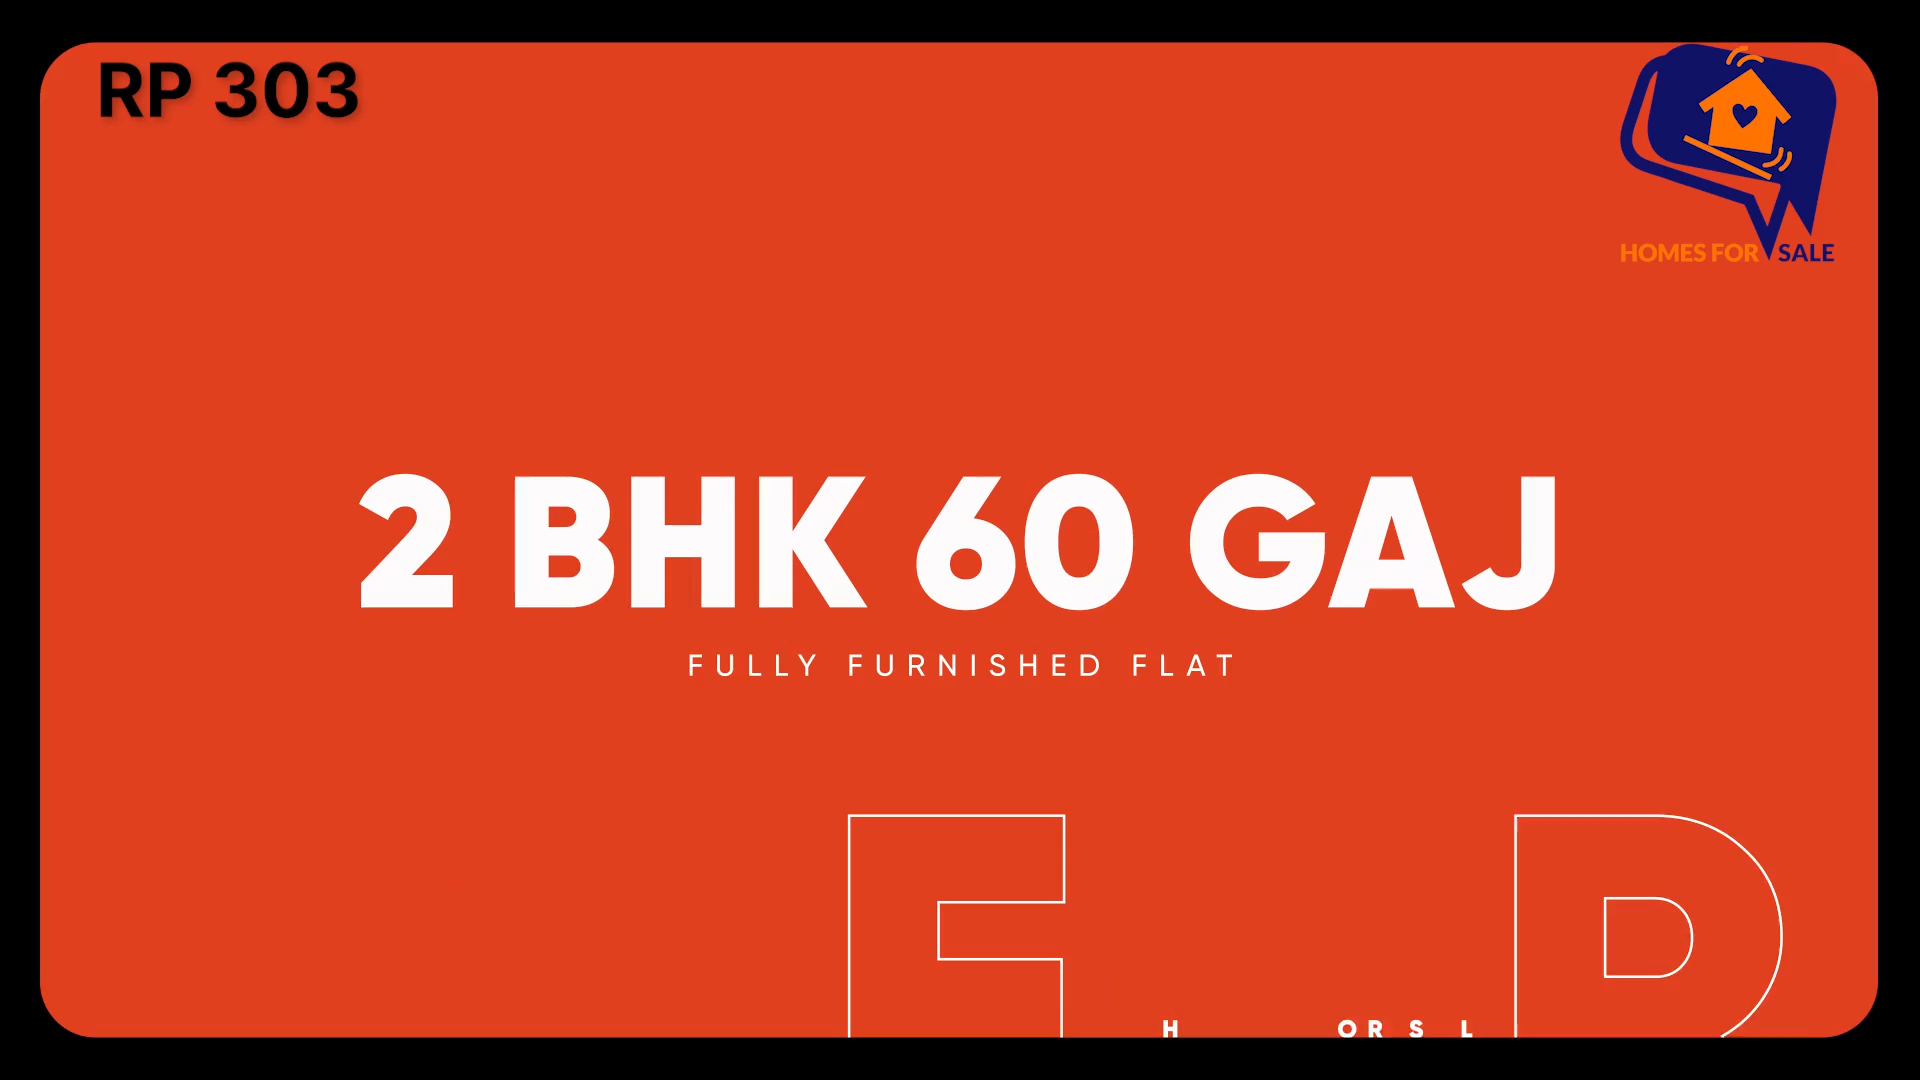 RP 303
HOMES FOR SALE
2 BHK 60 GAJ
FULLY FURNISHED FLAT